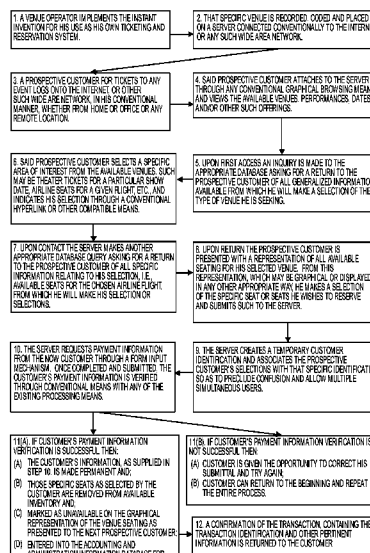 1. A VENUE OPERATOR IMPLEMENTS THE INSTANT
INVENTION FOR HIS USE AS HIS OWN TICKETING AND
RESERVATION SYSTEM.
2. THAT SPECIFIC VENUE IS RECORDED, CODED AND PLACED
ON A SERVER CONNECTED CONVENTIONALLY TO THE INTERN
OR ANY SUCH WIDE AREA NETWORK.
3. A PROSPECTIVE CUSTOMER FOR TICKETS TO ANY
EVENT LOGS ONTO THE INTERNET OR OTHER
SUCH WIDE ARE NETWORK, IN HIS CONVENTIONAL
MANNER, WHETHER FROM HOME OR OFFICE OR ANY
REMOTE LOCATION.
4. SAID PROSPECTIVE CUSTOMER ATTACHES TO THE SERVER
THROUGH ANY CONVENTIONAL GRAPHICAL BROWSING MEAN
AND VIEWS THE AVAILABLE VENUES, PERFORMANCES, DATES
AND/OR OTHER SUCH OFFERINGS.
6. SAID PROSPECTIVE CUSTOMER SELECTS A SPECIFIC
AREA OF INTEREST FROM THE AVAILABLE VENUES. SUCH
MAY BE THEATER TICKETS FOR A PARTICULAR SHOW
DATE, AIRLINE SEATS FOR A GIVEN FLIGHT, ETC., AND
INDICATES HIS SELECTION THROUGH A CONVENTIONAL
HYPERLINK OR OTHER COMPATIBLE MEANS.
5. UPON FIRST ACCESS AN INQUIRY IS MADE TO THE
APPROPRIATE DATABASE ASKING FOR A RETURN TO THE
PROSPECTIVE CUSTOMER OF ALL GENERALIZED INFORMATIO
AVAILABLE FROM WHICH HE WILL MAKE A SELECTION OF THE
TYPE OF VENUE HE IS SEEKING.
7. UPON CONTACT THE SERVER MAKES ANOTHER
APPROPRIATE DATABASE QUERY ASKING FOR A RETURN
TO THE PROSPECTIVE CUSTOMER OF ALL SPECIFIC
INFORMATION RELATING TO HIS SELECTION, I.E.,
AVAILABLE SEATS FOR THE CHOSEN AIRLINE FLIGHT,
FROM WHICH HE WILL MAKE HIS SELECTION OR
SELECTIONS.
8. UPON RETURN THE PROSPECTIVE CUSTOMER IS
PRESENTED WITH A REPRESENTATION OF ALL AVAILABLE
SEATING FOR HIS SELECTED VENUE. FROM THIS
REPRESENTATION, WHICH MAY BE GRAPHICAL OR DISPLAYED
IN ANY OTHER APPROPRIATE WAY, HE MAKES A SELECTION
OF THE SPECIFIC SEAT OR SEATS HE WISHES TO RESERVE
AND SUBMITS SUCH TO THE SERVER.
10. THE SERVER REQUESTS PAYMENT INFORMATION
FROM THE NOW CUSTOMER THROUGH A FORM INPUT
MECHANISM. ONCE COMPLETED AND SUBMITTED, THE
CUSTOMER'S PAYMENT INFORMATION IS VERIFIED
THROUGH CONVENTIONAL MEANS WITH ANY OF THE
EXISTING PROCESSING MEANS.
9. THE SERVER CREATES A TEMPORARY CUSTOMER
IDENTIFICATION AND ASSOCIATES THE PROSPECTIVE
CUSTOMER'S SELECTIONS WITH THAT SPECIFIC IDENTIFICAT
SO AS TO PRECLUDE CONFUSION AND ALLOW MULTIPLE
SIMULTANEOUS USERS.
11(A). IF CUSTOMER'S PAYMENT INFORMATION
VERIFICATION IS SUCCESSFUL THEN:
(A) THE CUSTOMER'S INFORMATION, AS SUPPLIED IN
STEP 10, IS MADE PERMANENT AND;
(B) THOSE SPECIFIC SEATS AS SELECTED BY THE
CUSTOMER ARE REMOVED FROM AVAILABLE
INVENTORY AND;
(C) MARKED AS UNAVAILABLE ON THE GRAPHICAL
REPRESENTATION OF THE VENUE SEATING AS
PRESENTED TO THE NEXT PROSPECTIVE CUSTOMER;
(D) ENTERED INTO THE ACCOUNTING AND
11(B). IF CUSTOMER'S PAYMENT INFORMATION VERIFICATION IS
NOT SUCCESSFUL THEN:
(A) CUSTOMER IS GIVEN THE OPPORTUNITY TO CORRECT HIS
SUBMITTAL AND TRY AGAIN;
(B) CUSTOMER CAN RETURN TO THE BEGINNING AND REPEAT
THE ENTIRE PROCESS.
12. A CONFIRMATION OF THE TRANSACTION, CONTAINING THE
TRANSACTION IDENTIFICATION AND OTHER PERTINENT
INFORMATION IS RETURNED TO THE CUSTOMER